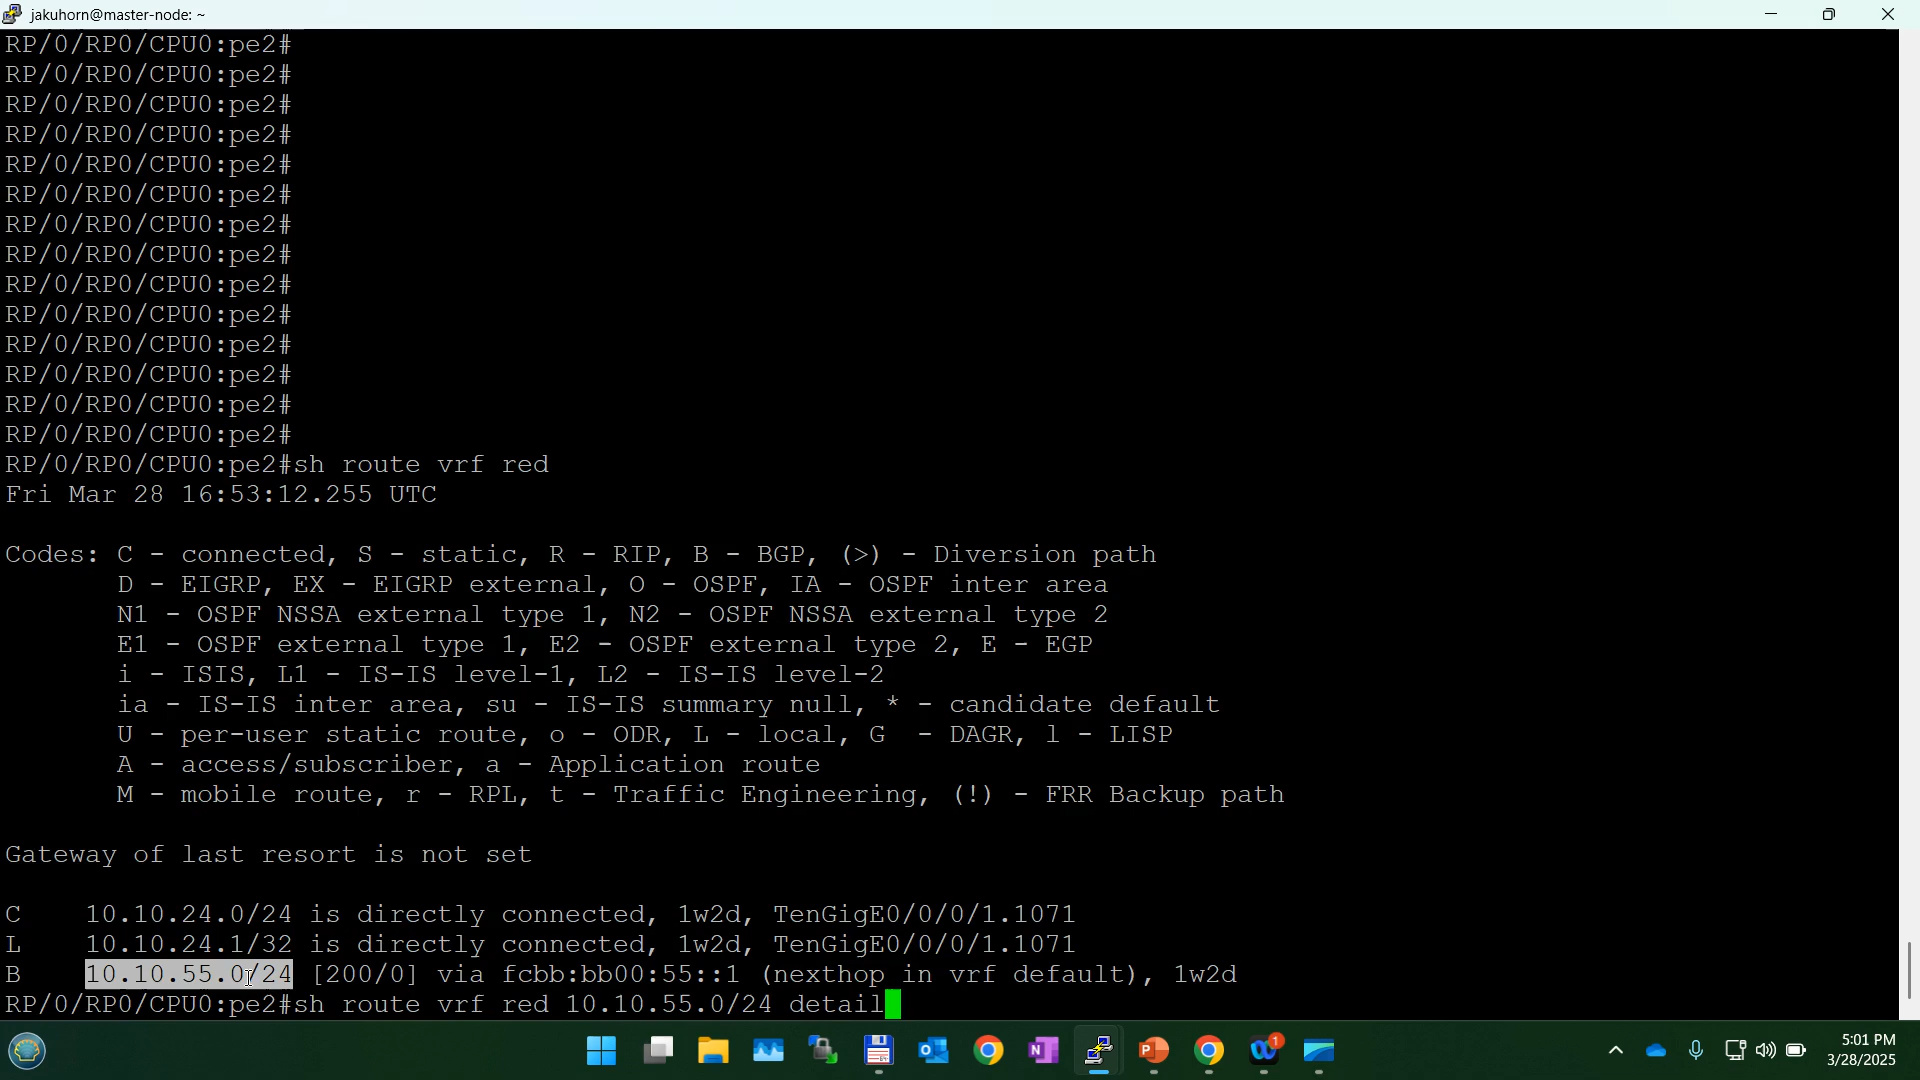 jakuhorn@master-node: ~
RP/0/RP0/CPU0:pe2#
RP/0/RP0/CPU0:pe2#
RP/0/RP0/CPU0:pe2#
RP/0/RP0/CPU0:pe2#
RP/0/RP0/CPU0:pe2#
RP/0/RP0/CPU0:pe2#
RP/0/RP0/CPU0:pe2#
RP/0/RP0/CPU0:pe2#
RP/0/RP0/CPU0:pe2#
RP/0/RP0/CPU0:pe2#
RP/0/RP0/CPU0:pe2#
RP/0/RP0/CPU0:pe2#
RP/0/RP0/CPU0:pe2#
RP/0/RP0/CPU0:pe2#
RP/0/RP0/CPU0:pe2#sh route vrf red
Fri Mar 28 16:53:12.255 UTC
Codes: C - connected, S - static, R - RIP, B - BGP, (>) - Diversion path
D - EIGRP, EX - EIGRP external, O - OSPF, IA - OSPF inter area
N1 - OSPF NSSA external type 1, N2 - OSPF NSSA external type 2
E1 - OSPF external type 1, E2 - OSPF external type 2, E - EGP
i - ISIS, L1 - IS-IS level-1, L2 - IS-IS level-2
ia - IS-IS inter area, su - IS-IS summary null, * - candidate default
U - per-user static route, o - ODR, L - local, G  - DAGR, l - LISP
A - access/subscriber, a - Application route
M - mobile route, r - RPL, t - Traffic Engineering, (!) - FRR Backup path
Gateway of last resort is not set
C    10.10.24.0/24 is directly connected, 1w2d, TenGigE0/0/0/1.1071
L    10.10.24.1/32 is directly connected, 1w2d, TenGigE0/0/0/1.1071
B    10.10.55.0/24 [200/0] via fcbb:bb00:55::1 (nexthop in vrf default), 1w2d
RP/0/RP0/CPU0:pe2#sh route vrf red 10.10.55.0/24 detail
5:01 PM
3/28/2025